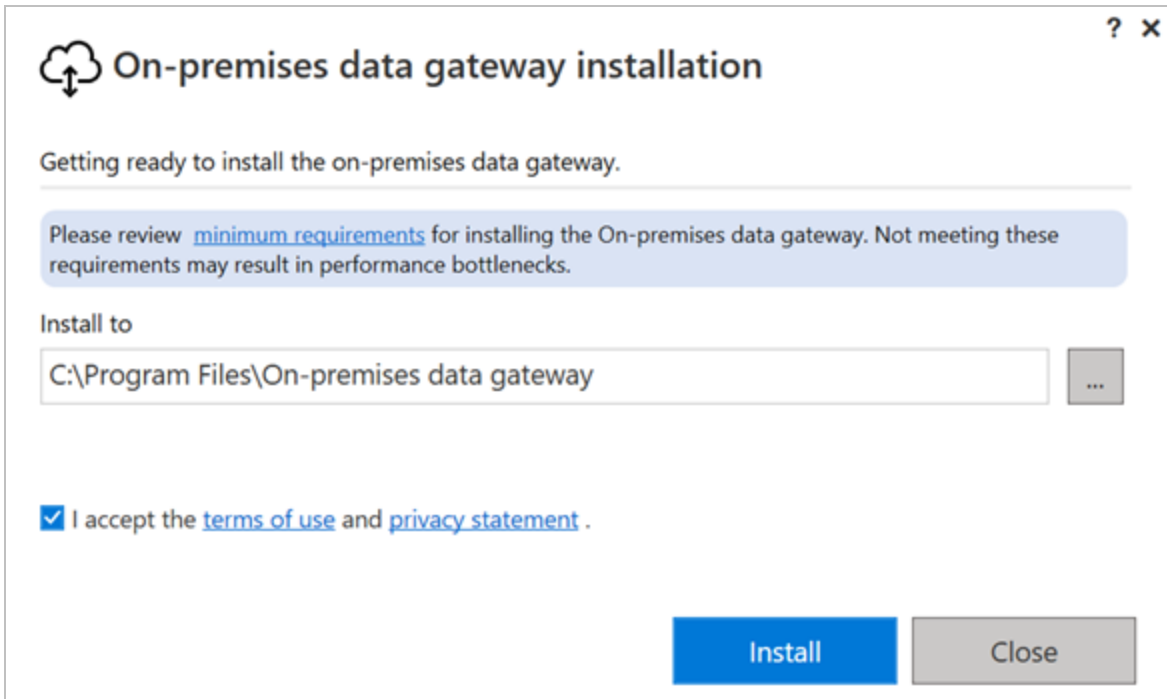 ? ×
On-premises data gateway installation
Getting ready to install the on-premises data gateway.
Please review minimum requirements for installing the On-premises data gateway. Not meeting these
requirements may result in performance bottlenecks.
Install to
C:\Program Files\On-premises data gateway
...
I accept the terms of use and privacy statement .
Install Close